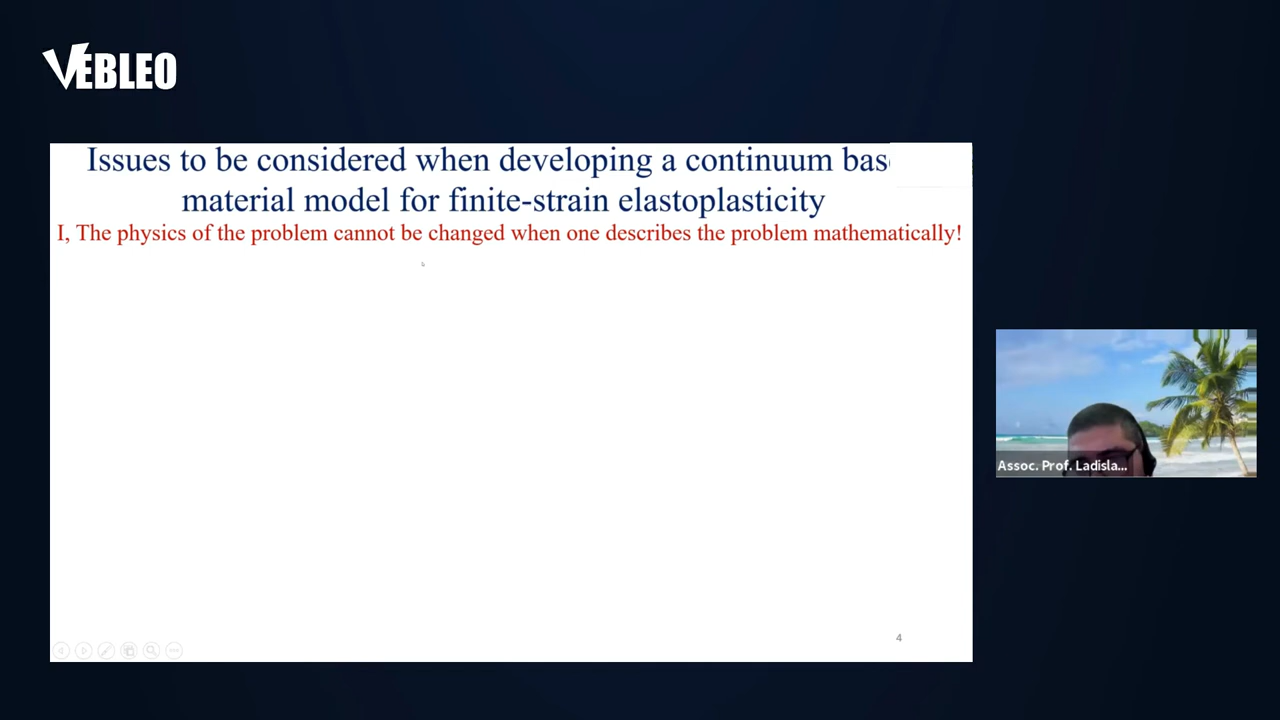 VEBLEO
Issues to be considered when developing a continuum
material model for finite-strain elastoplasticity
I, The physics of the problem cannot be changed when one describes the problem mathematically!
Assoc. Prof. Ladisla...
4